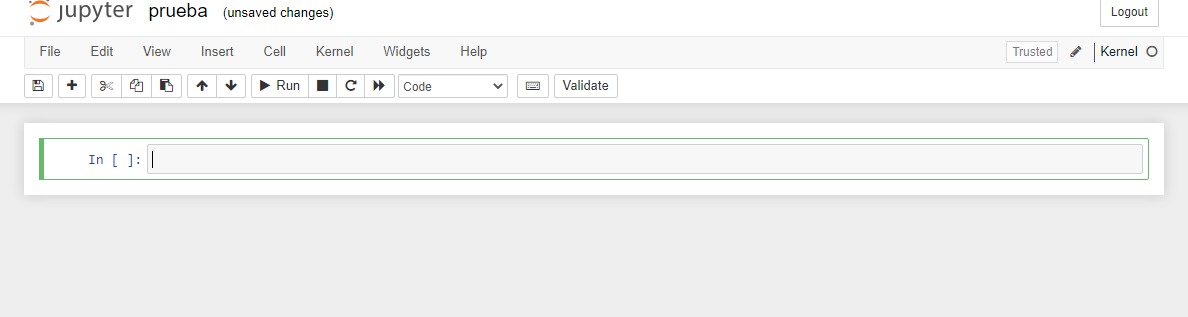 jupyter prueba (unsaved changes) Logout
File Edit View Insert Cell Kernel Widgets Help Trusted Kernel
Run Code Validate
In [ ]: